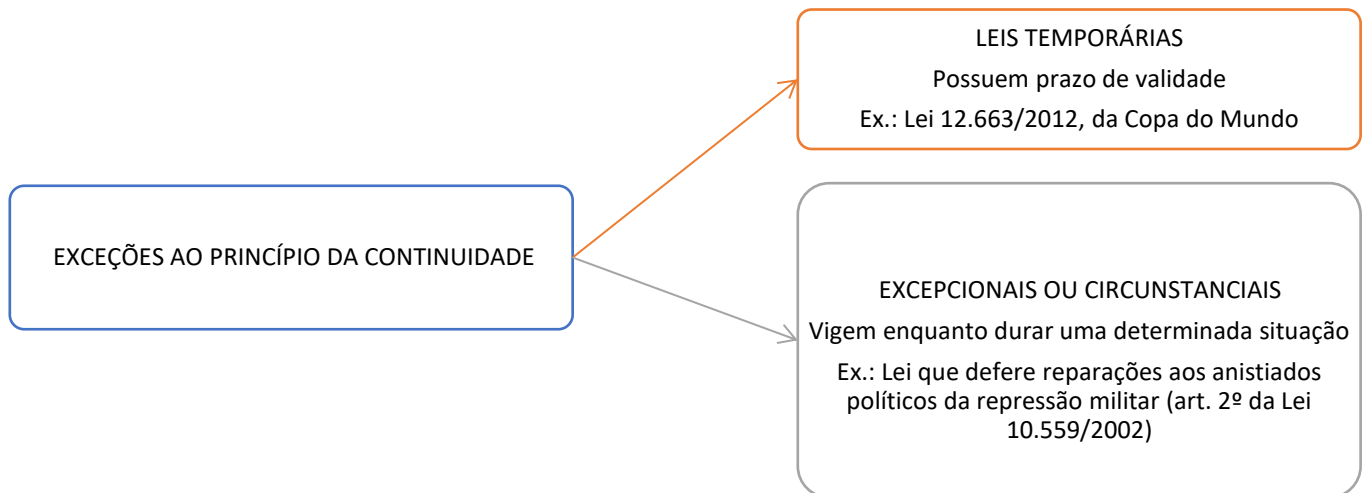 EXCEÇÕES AO PRINCÍPIO DA CONTINUIDADE
LEIS TEMPORÁRIAS
Possuem prazo de validade
Ex.: Lei 12.663/2012, da Copa do Mundo
EXCEPCIONAIS OU CIRCUNSTANCIAIS
Vigem enquanto durar uma determinada situação
Ex.: Lei que defere reparações aos anistiados
políticos da repressão militar (art. 2º da Lei
10.559/2002)